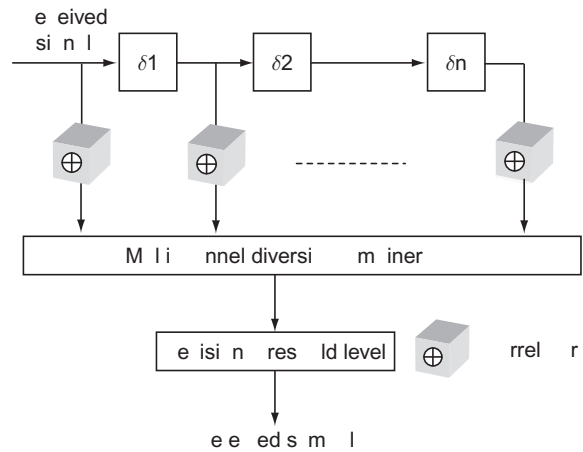 e eived
si n l
δ1
δ2
δn
M l i nnel diversi m iner
e isi n res ld level
rrel r
e e ed s m l